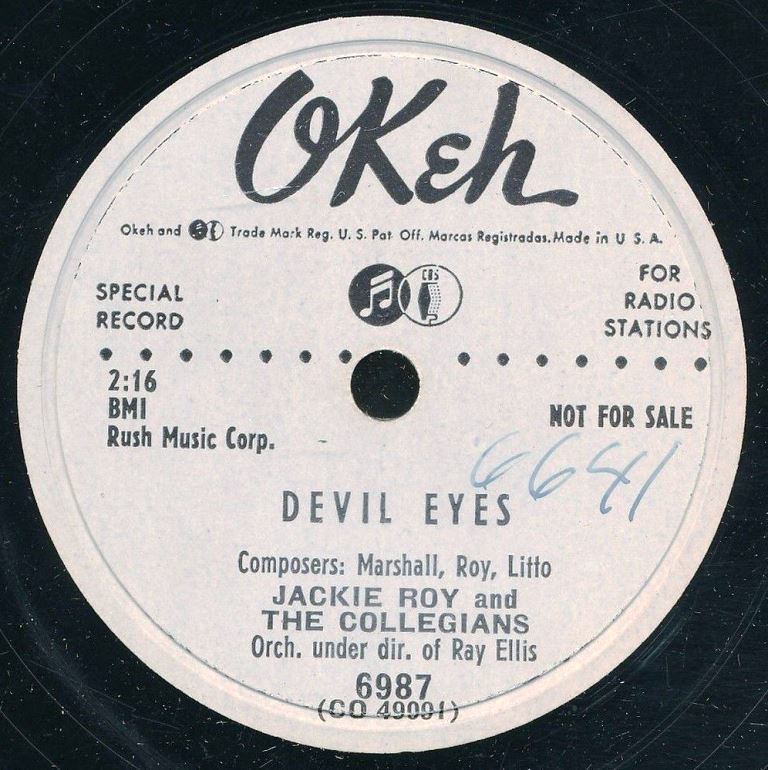 OKeh
Okeh and Trade Mark Reg. U. S. Pat. Off. Marcas Registradas. Made in U S A.
CBS
SPECIAL
RECORD
FOR
RADIO
STATIONS
2:16
BMI
Rush Music Corp.
NOT FOR SALE
6641
DEVIL EYES
Composers: Marshall, Roy, Litto
JACKIE ROY and
THE COLLEGIANS
Orch. under dir. of Ray Ellis
6987
(CO 49091)